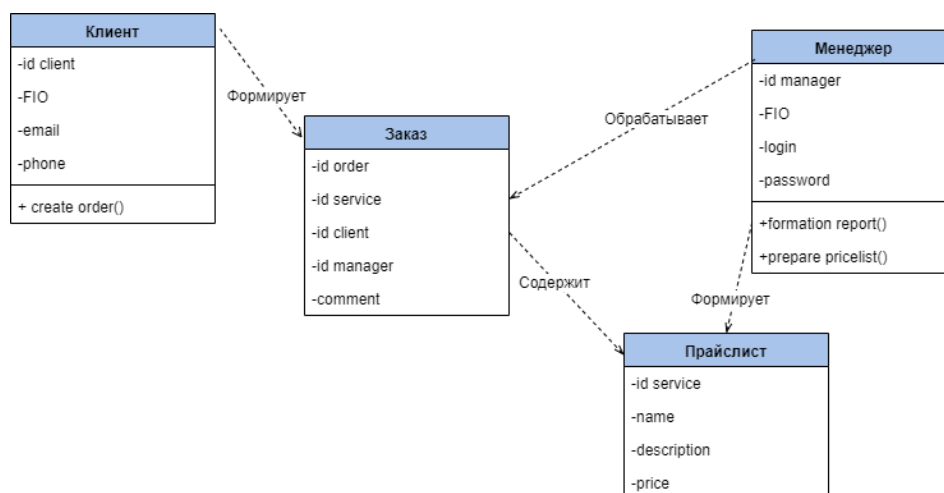 Клиент
-id client
-FIO
-email
-phone
+ create order()
Формирует
Заказ
-id order
-id service
-id client
-id manager
-comment
Обрабатывает
Менеджер
-id manager
-FIO
-login
-password
+formation report()
+prepare pricelist()
Содержит
Формирует
Прайслист
-id service
-name
-description
-price